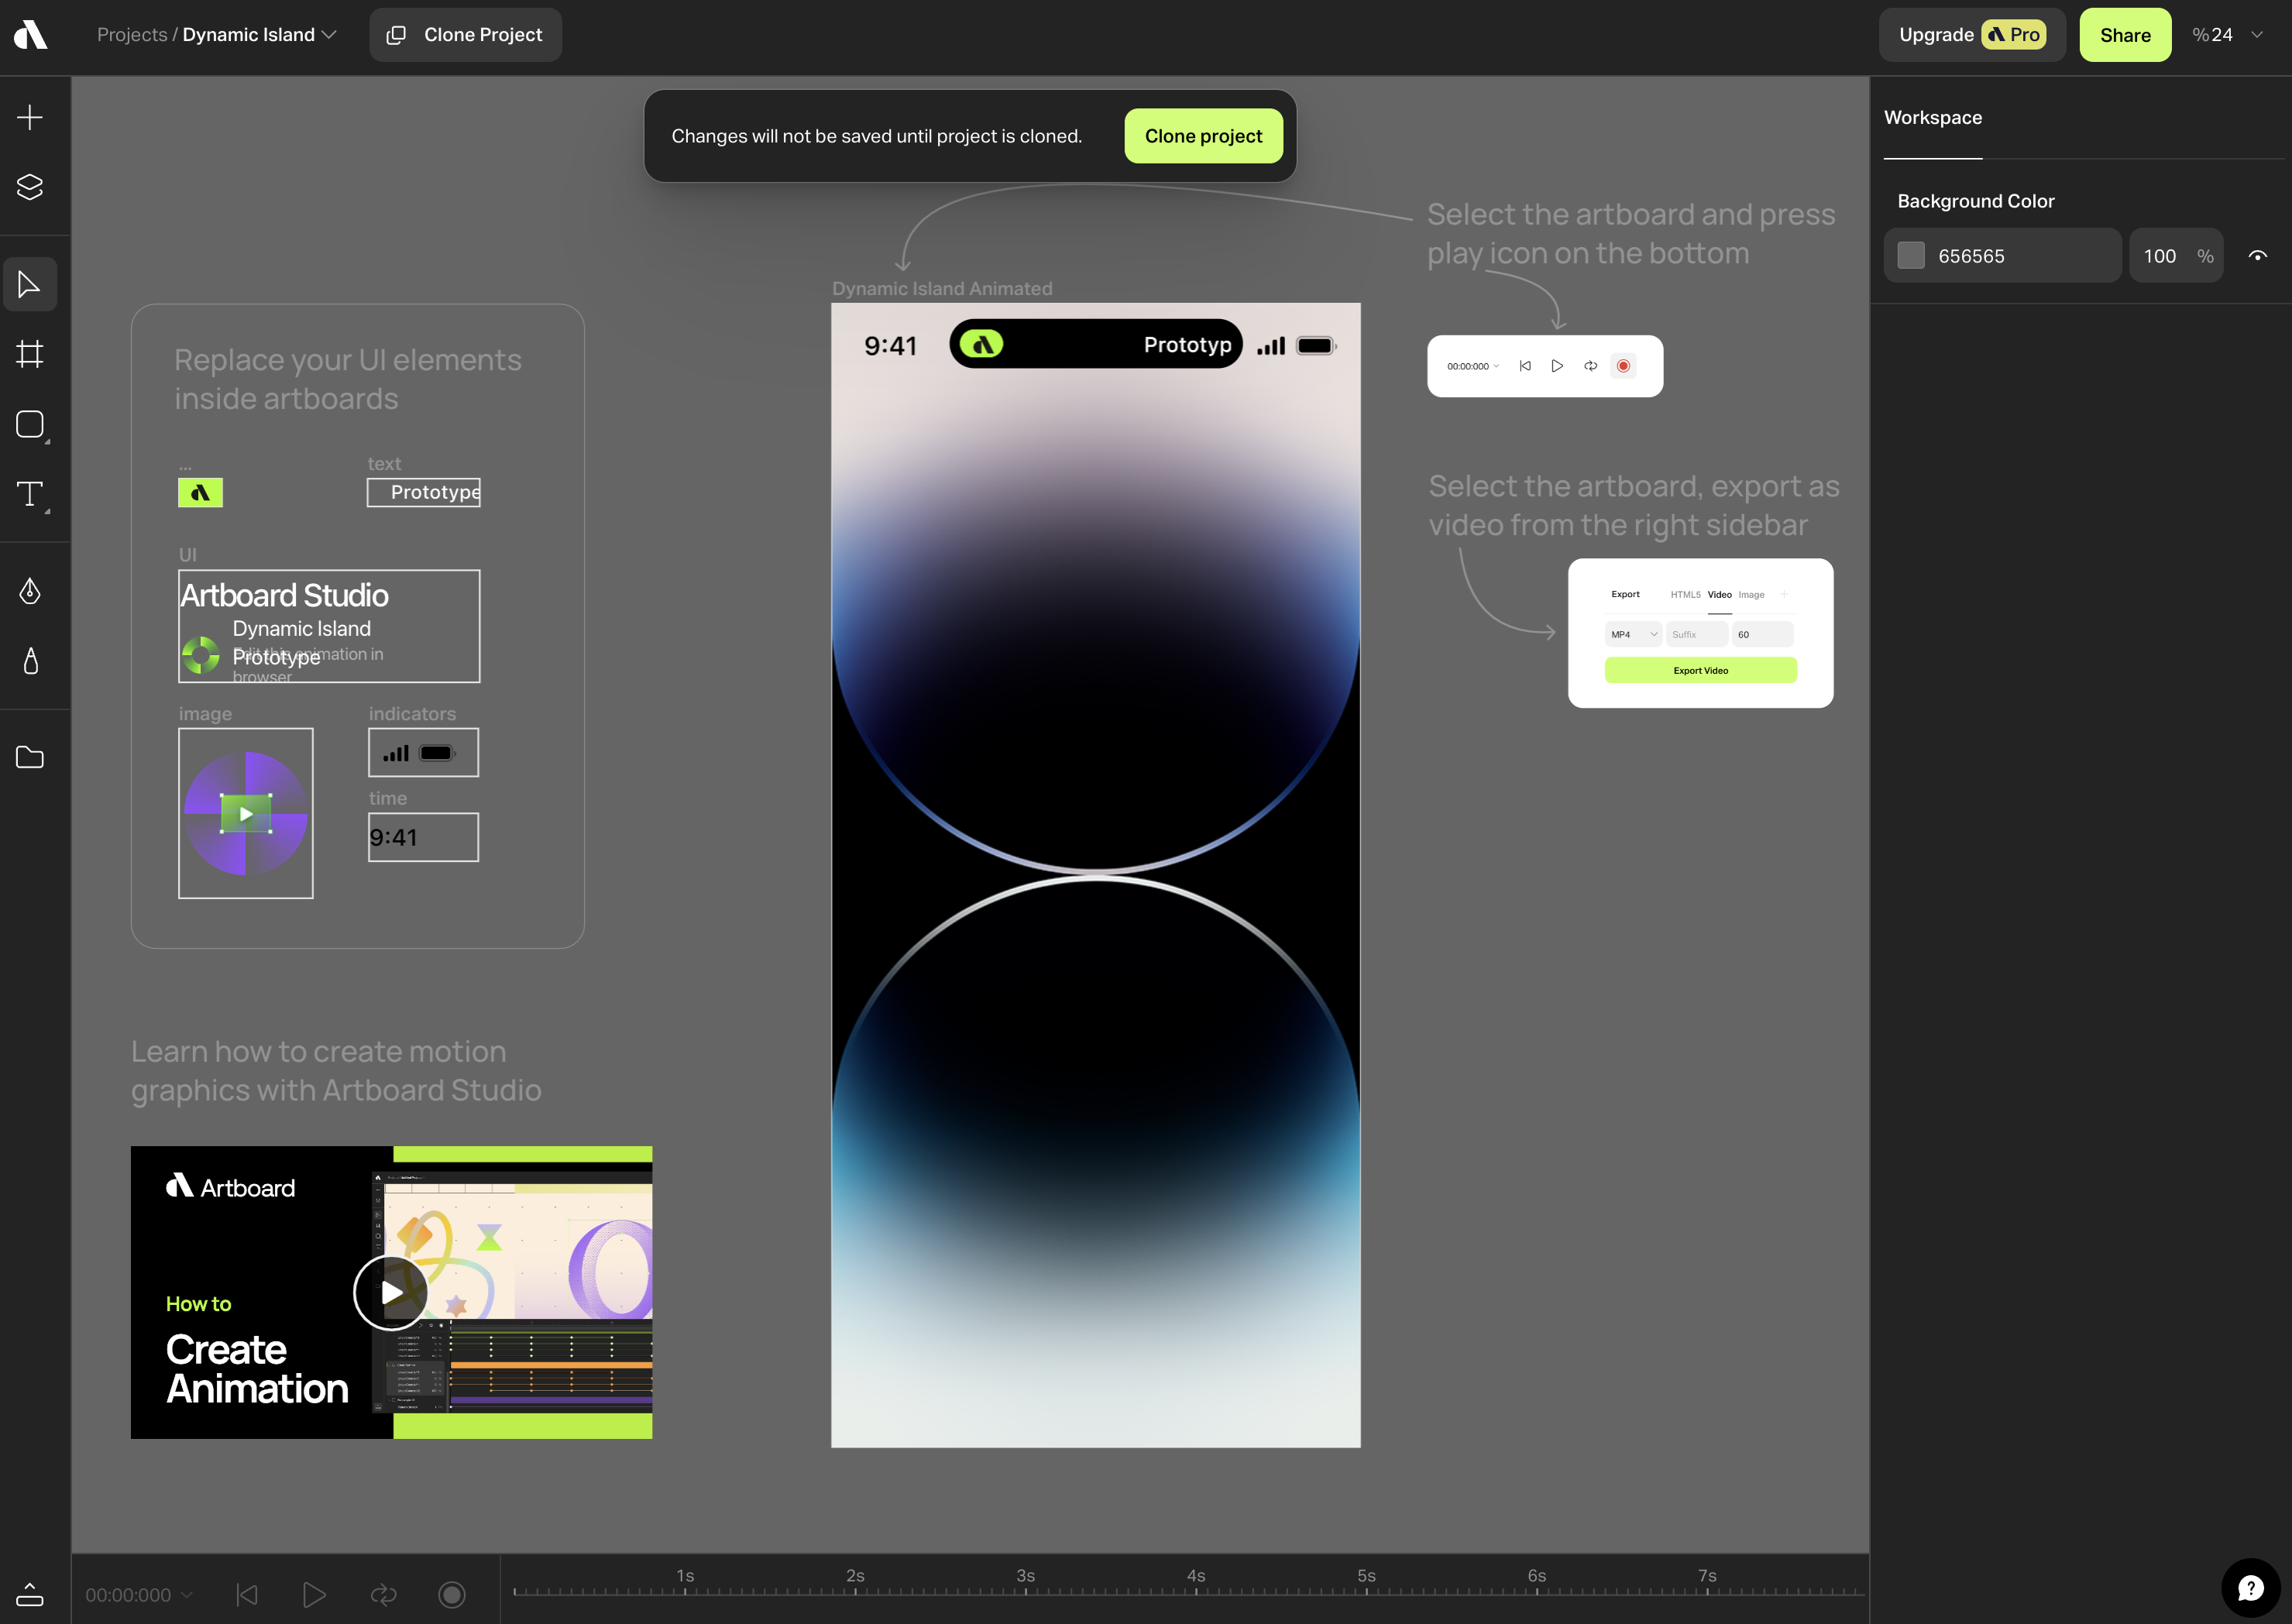 Projects / Dynamic Island
Clone Project
Upgrade Pro
Share
%24
Changes will not be saved until project is cloned.
Clone project
Workspace
Background Color
656565
100 %
Select the artboard and press
play icon on the bottom
00:00:000
Dynamic Island Animated
9:41
Prototyp
Replace your UI elements
inside artboards
...
text
Prototype
UI
Artboard Studio
Dynamic Island
Prototype
Edit this animation in
browser
image
indicators
time
9:41
Select the artboard, export as
video from the right sidebar
Export HTML5 Video Image
MP4
Suffix
60
Export Video
Learn how to create motion
graphics with Artboard Studio
Artboard
How to
Create
Animation
00:00:000
1s 2s 3s 4s 5s 6s 7s